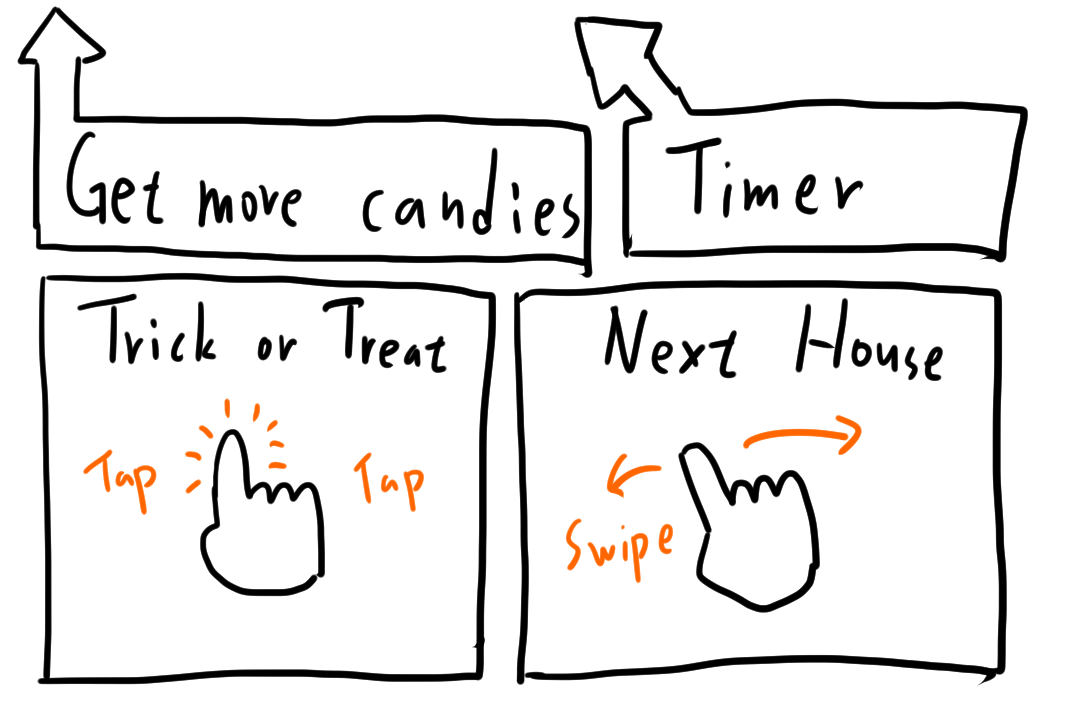 Get more candies
Timer
Trick or Treat
Tap
Tap
Next House
Swipe